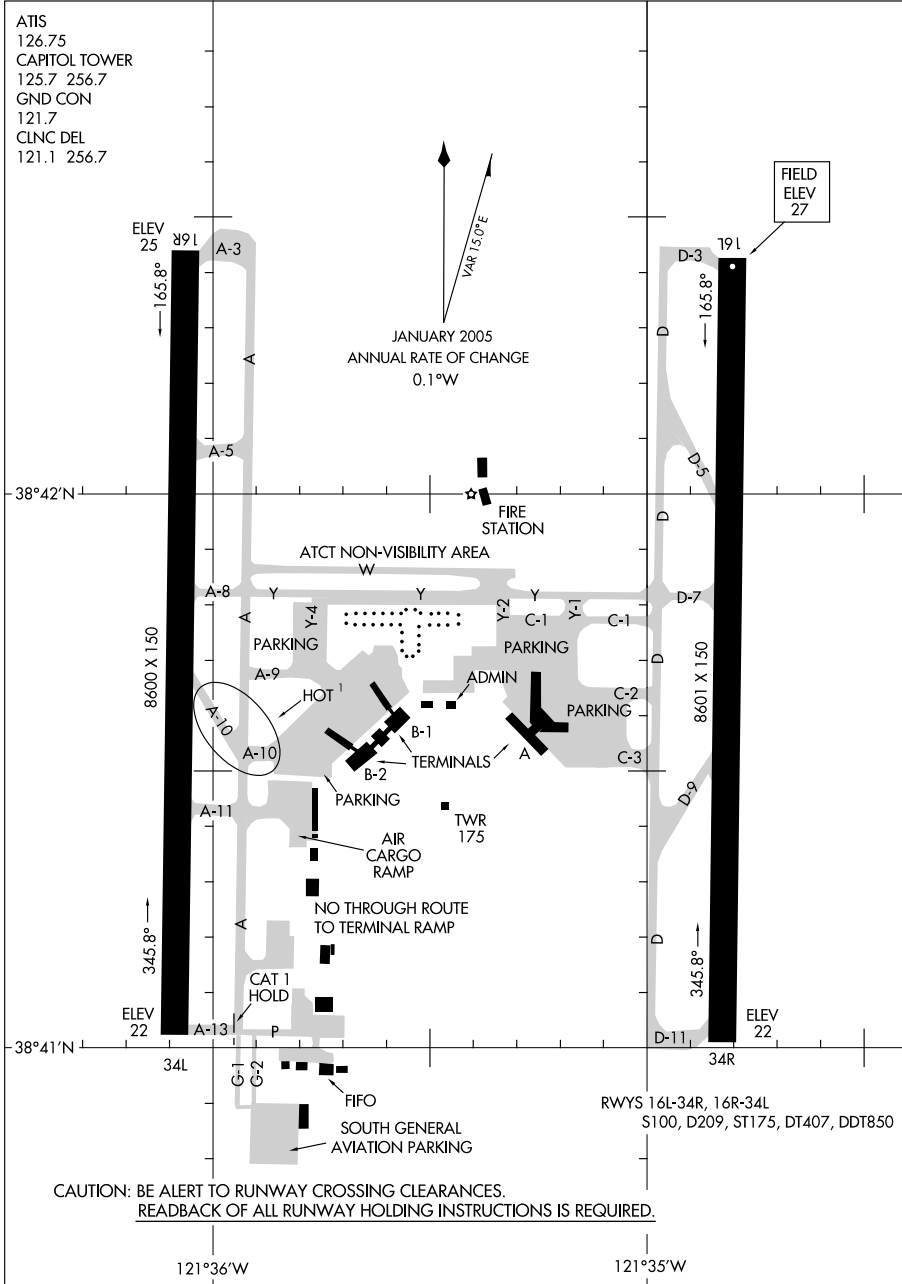 ATIS
126.75
CAPITOL TOWER
125.7 256.7
GND CON
121.7
CLNC DEL
121.1 256.7
FIELD
ELEV
27
VAR 15.0°E
JANUARY 2005
ANNUAL RATE OF CHANGE
0.1°W
ELEV
25
16R
A-3
165.8°
A
16L
D-3
165.8°
D
A-5
D-5
38°42'N
D
FIRE
STATION
ATCT NON-VISIBILITY AREA
W
A-8
Y
Y
Y
D-7
A
Y-4
Y-2
Y-1
C-1
C-1
PARKING
PARKING
D
8600 X 150
8601 X 150
A-9
HOT 1
ADMIN
C-2
PARKING
A-10
A-10
B-1
TERMINALS
A
C-3
B-2
PARKING
D-9
A-11
TWR
175
AIR
CARGO
RAMP
NO THROUGH ROUTE
TO TERMINAL RAMP
A
D
345.8°
345.8°
CAT 1
HOLD
ELEV
22
A-13
P
D-11
ELEV
22
38°41'N
34L
34R
G-1
G-2
FIFO
SOUTH GENERAL
AVIATION PARKING
RWYS 16L-34R, 16R-34L
S100, D209, ST175, DT407, DDT850
CAUTION: BE ALERT TO RUNWAY CROSSING CLEARANCES.
READBACK OF ALL RUNWAY HOLDING INSTRUCTIONS IS REQUIRED.
121°36'W
121°35'W